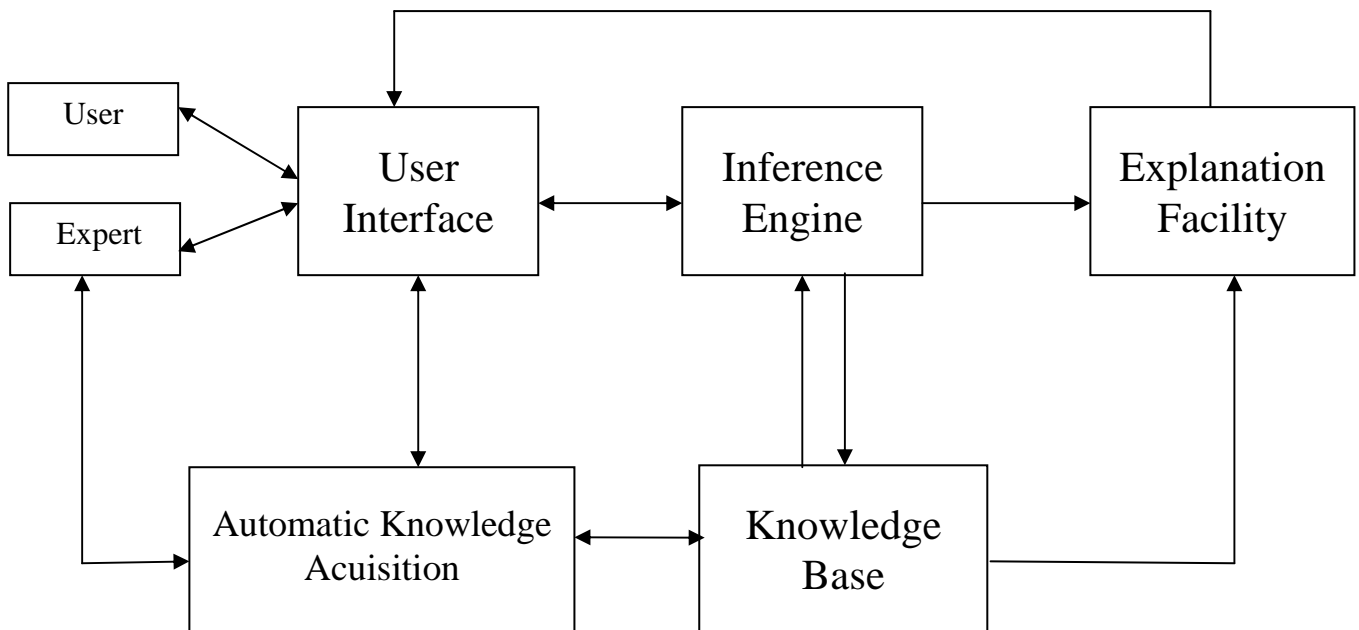 User
Expert
User
Interface
Inference
Engine
Explanation
Facility
Automatic Knowledge
Acuisition
Knowledge
Base